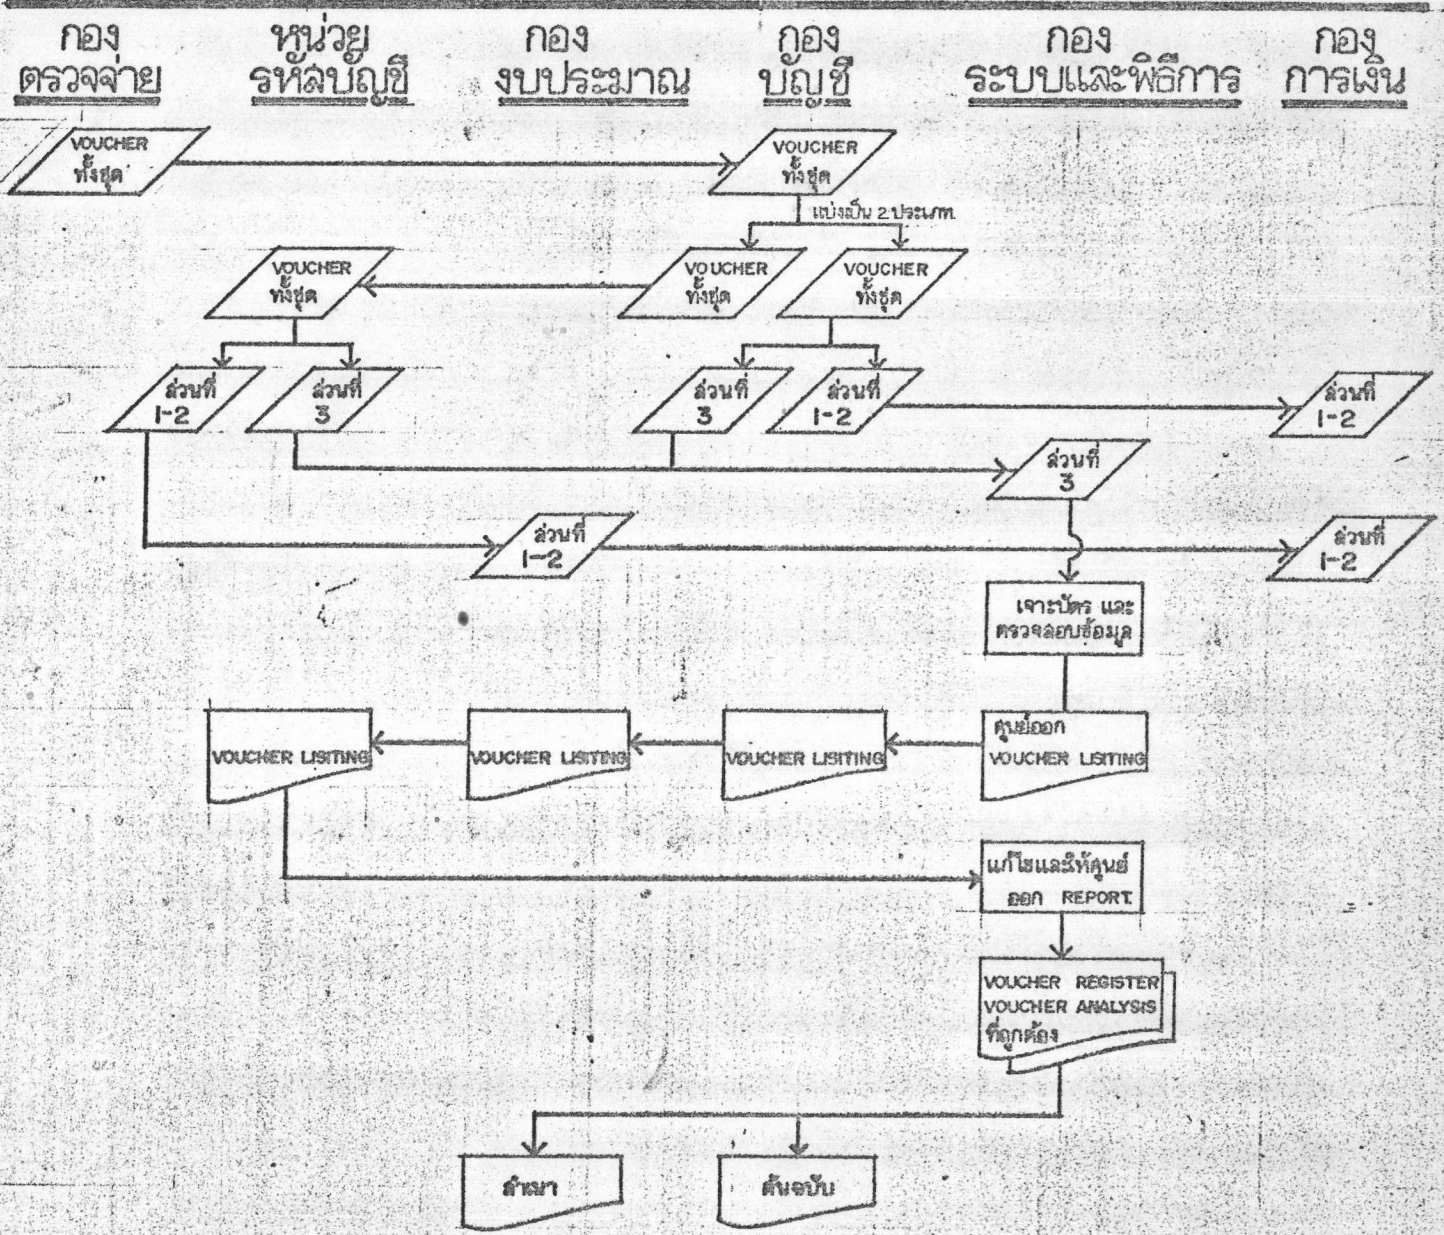 กอง
ตรวจจ่าย
หน่วย
รหัสบัญชี
กอง
งบประมาณ
กอง
บัญชี
กอง
ระบบและพิธีการ
กอง
การเงิน
VOUCHER
ทั้งชุด
VOUCHER
ทั้งชุด
แบ่งเป็น 2 ประเภท
VOUCHER
ทั้งชุด
VOUCHER
ทั้งชุด
VOUCHER
ทั้งชุด
ส่วนที่
1-2
ส่วนที่
3
ส่วนที่
3
ส่วนที่
1-2
ส่วนที่
1-2
ส่วนที่
3
ส่วนที่
1-2
ส่วนที่
1-2
เจาะบัตร และ
ตรวจสอบข้อมูล
VOUCHER LISITING
VOUCHER LISITING
VOUCHER LISITING
ศูนย์ออก
VOUCHER LISITING
แก้ไขและให้ศูนย์
ออก REPORT.
VOUCHER REGISTER
VOUCHER ANALYSIS
ที่ถูกต้อง
สำเนา
ต้นฉบับ